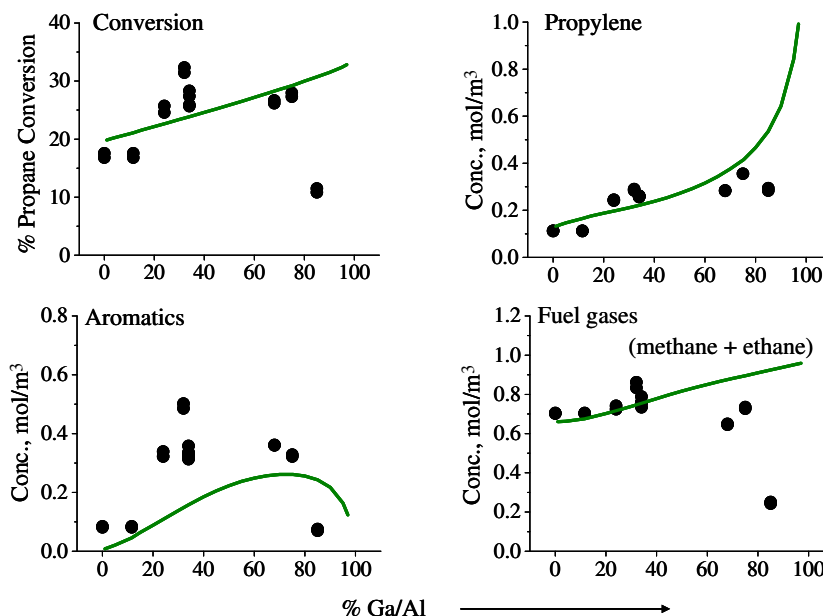 Conversion
% Propane Conversion
40
30
20
10
0
0 20 40 60 80 100
Propylene
Conc., mol/m³
1.0
0.8
0.6
0.4
0.2
0.0
0 20 40 60 80 100
Aromatics
Conc., mol/m³
0.8
0.6
0.4
0.2
0.0
0 20 40 60 80 100
Fuel gases
(methane + ethane)
Conc., mol/m³
1.2
1.0
0.8
0.6
0.4
0.2
0.0
0 20 40 60 80 100
% Ga/Al